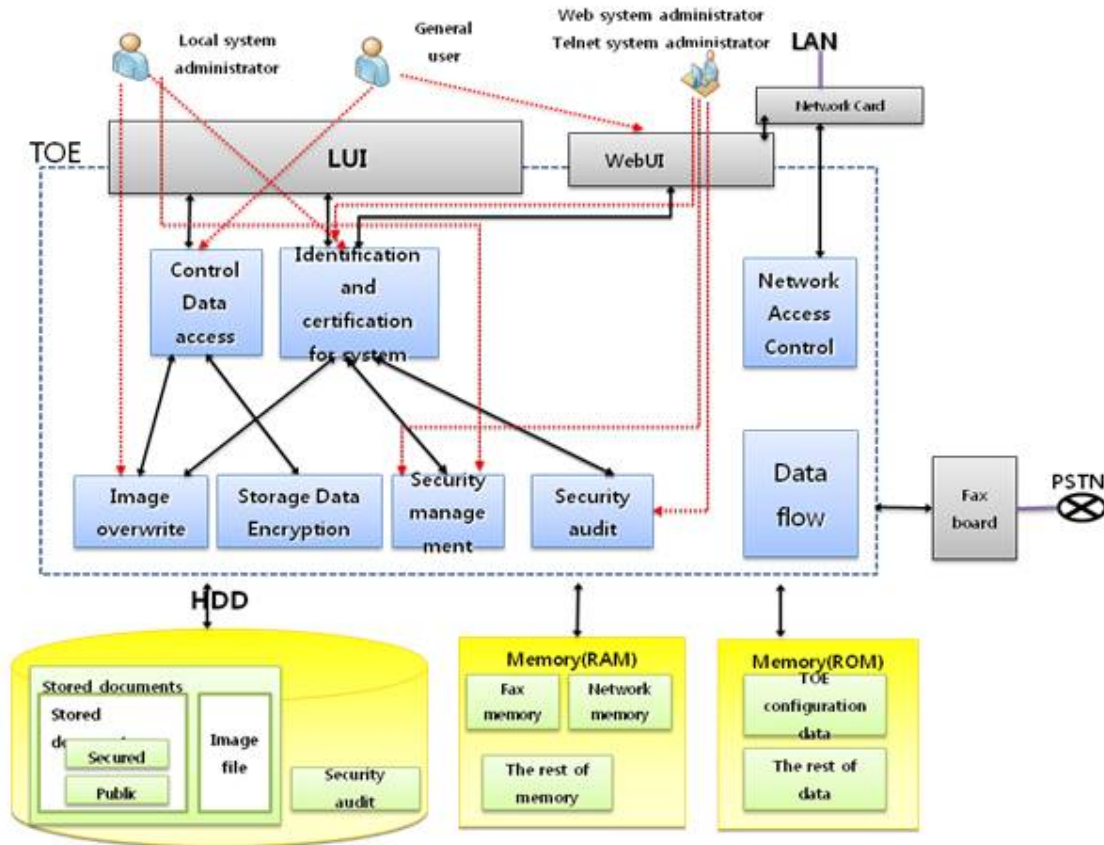 Local system
administrator
General
user
Web system administrator
Telnet system administrator
LAN
Network Card
TOE
LUI
WebUI
Control
Data
access
Identification
and
certification
for system
Network
Access
Control
Image
overwrite
Storage Data
Encryption
Security
manage
ment
Security
audit
Data
flow
Fax
board
PSTN
HDD
Stored documents
Stored
Secured
Public
Image
file
Security
audit
Memory(RAM)
Fax
memory
Network
memory
The rest of
memory
Memory(ROM)
TOE
configuration
data
The rest of
data